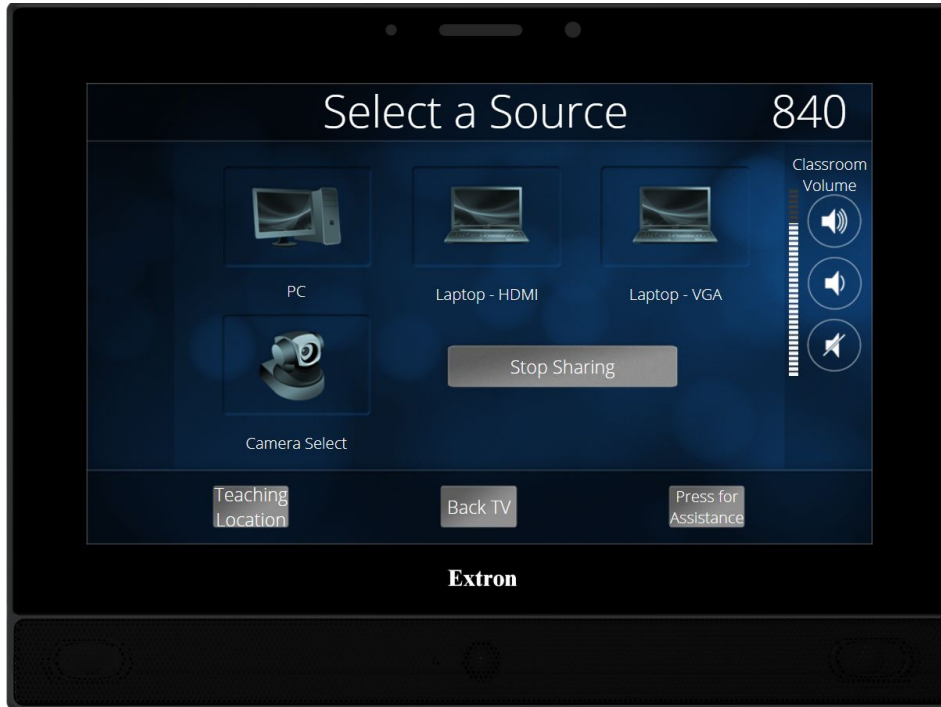 Select a Source
840
Classroom
Volume
PC
Laptop - HDMI
Laptop - VGA
Stop Sharing
Camera Select
Teaching
Location
Back TV
Press for
Assistance
Extron